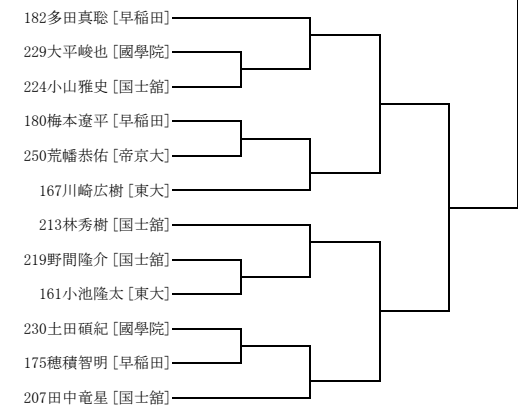 182多田真聡 [早稲田]
229大平峻也 [國學院]
224小山雅史 [国士舘]
180梅本遼平 [早稲田]
250荒幡恭佑 [帝京大]
167川崎広樹 [東大]
213林秀樹 [国士舘]
219野間隆介 [国士舘]
161小池隆太 [東大]
230土田碩紀 [國學院]
175穂積智明 [早稲田]
207田中竜星 [国士舘]